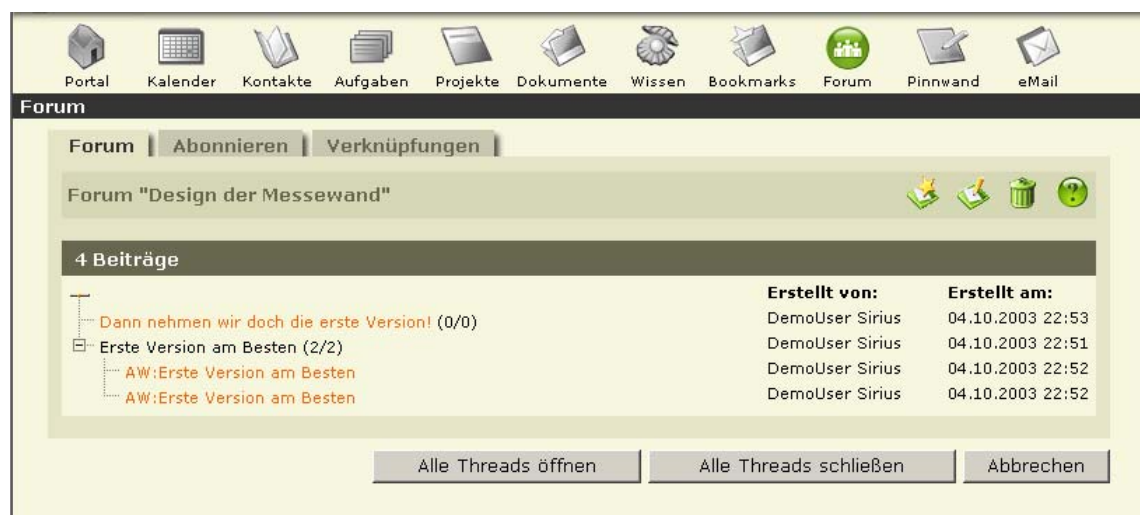 Portal Kalender Kontakte Aufgaben Projekte Dokumente Wissen Bookmarks Forum Pinnwand eMail
Forum
Forum Abonnieren Verknüpfungen
Forum "Design der Messewand"
4 Beiträge
Erstellt von: Erstellt am:
Dann nehmen wir doch die erste Version! (0/0) DemoUser Sirius 04.10.2003 22:53
Erste Version am Besten (2/2) DemoUser Sirius 04.10.2003 22:51
AW:Erste Version am Besten DemoUser Sirius 04.10.2003 22:52
AW:Erste Version am Besten DemoUser Sirius 04.10.2003 22:52
Alle Threads öffnen Alle Threads schließen Abbrechen